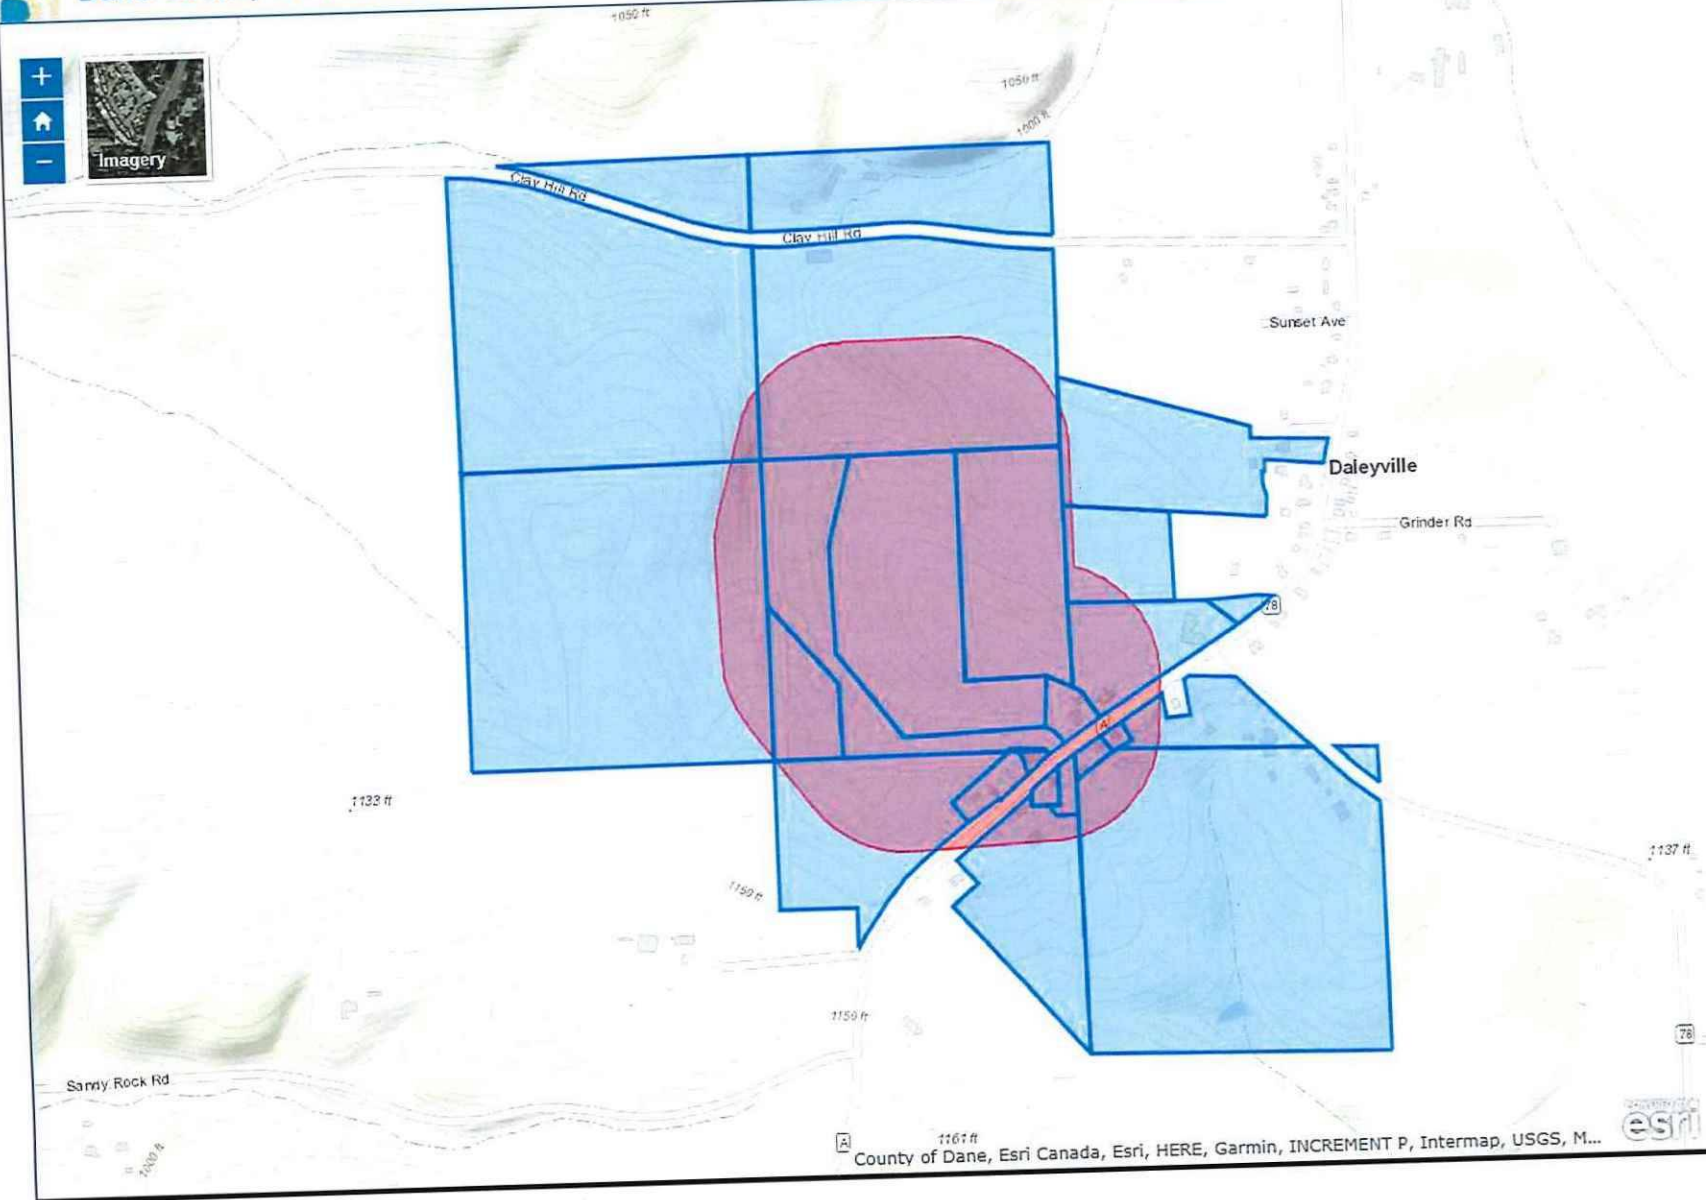 1050 ft
+
Imagery
−
1050 ft
1000 ft
Clay Hill Rd
Clay Hill Rd
Sunset Ave
Daleyville
Grinder Rd
78
A
1133 ft
1137 ft
1150 ft
1150 ft
78
Sandy Rock Rd
1000 ft
A
1161 ft
esri
County of Dane, Esri Canada, Esri, HERE, Garmin, INCREMENT P, Intermap, USGS, M...